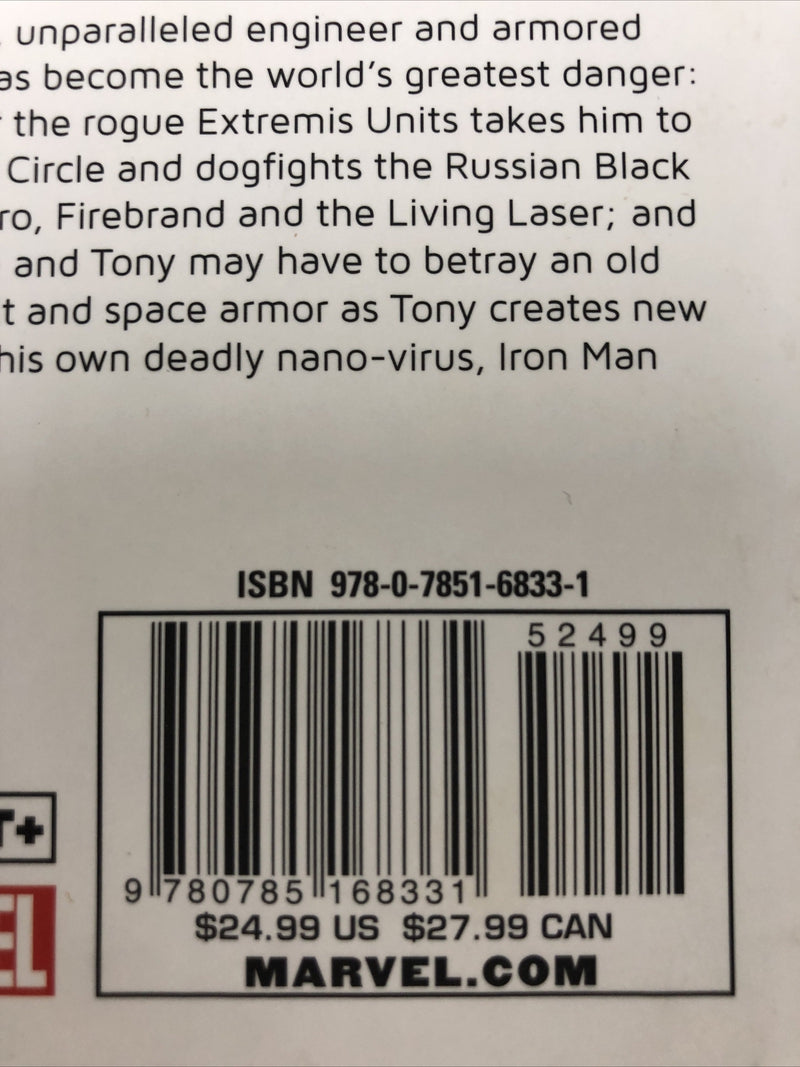 , unparalleled engineer and armored
as become the world's greatest danger:
the rogue Extremis Units takes him to
Circle and dogfights the Russian Black
ro, Firebrand and the Living Laser; and
and Tony may have to betray an old
t and space armor as Tony creates new
his own deadly nano-virus, Iron Man
ISBN 978-0-7851-6833-1
52499
9 780785 168331
T+
$24.99 US $27.99 CAN
EL
MARVEL.COM